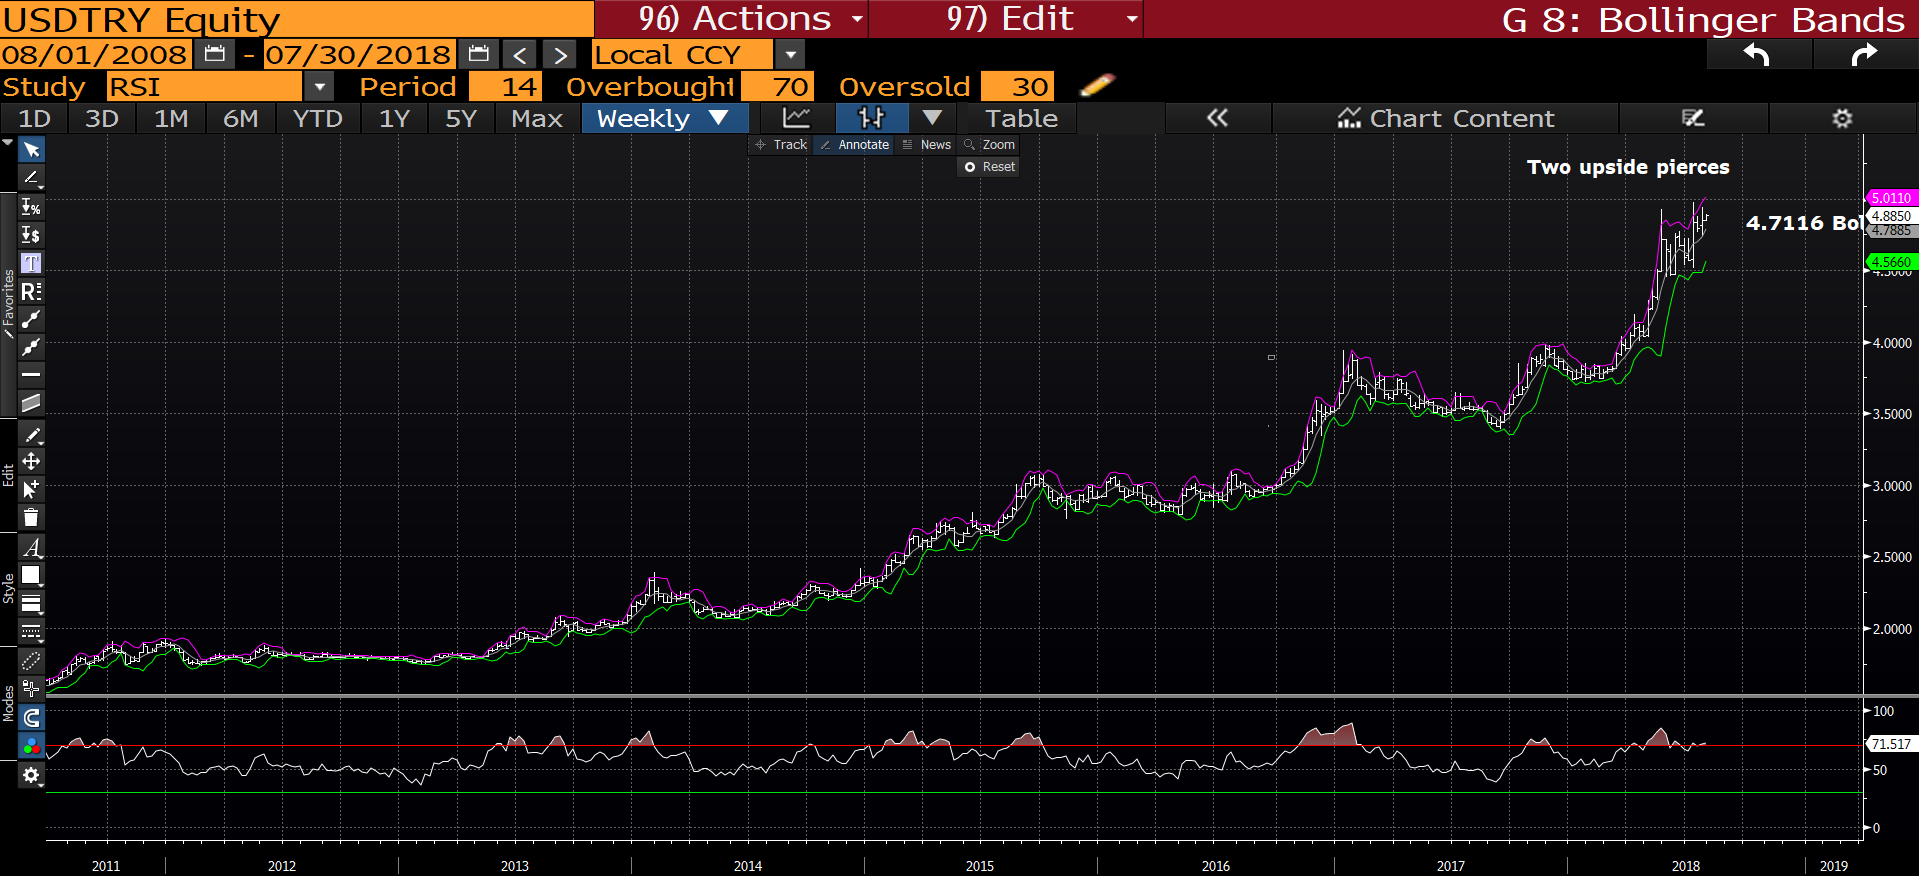 USDTRY Equity 96) Actions 97) Edit G 8: Bollinger Bands
08/01/2008 - 07/30/2018 < > Local CCY
Study RSI Period 14 Overbought 70 Oversold 30
1D 3D 1M 6M YTD 1Y 5Y Max Weekly Table « Chart Content
Track Annotate News Zoom
Reset
Two upside pierces
5.0110
4.8850
4.7116 Bol
4.7885
4.5660
4.5000
4.0000
3.5000
3.0000
2.5000
2.0000
100
71.517
50
0
2011 2012 2013 2014 2015 2016 2017 2018 2019
Favorites
Edit
Style
Modes
%
$
T
R
A